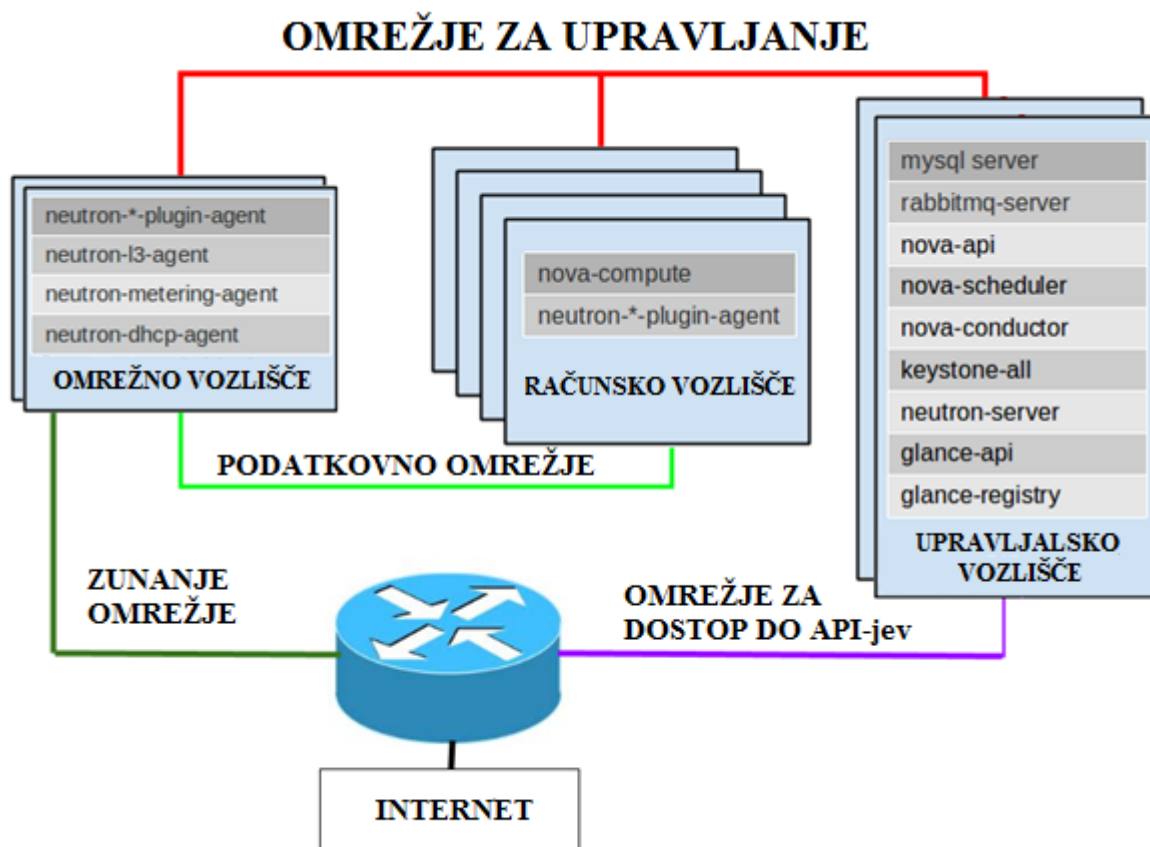 OMREŽJE ZA UPRAVLJANJE
neutron-*-plugin-agent
neutron-l3-agent
neutron-metering-agent
neutron-dhcp-agent
OMREŽNO VOZLIŠČE
nova-compute
neutron-*-plugin-agent
RAČUNSKO VOZLIŠČE
mysql server
rabbitmq-server
nova-api
nova-scheduler
nova-conductor
keystone-all
neutron-server
glance-api
glance-registry
UPRAVLJALSKO
VOZLIŠČE
PODATKOVNO OMREŽJE
ZUNANJE
OMREŽJE
OMREŽJE ZA
DOSTOP DO API-jev
INTERNET